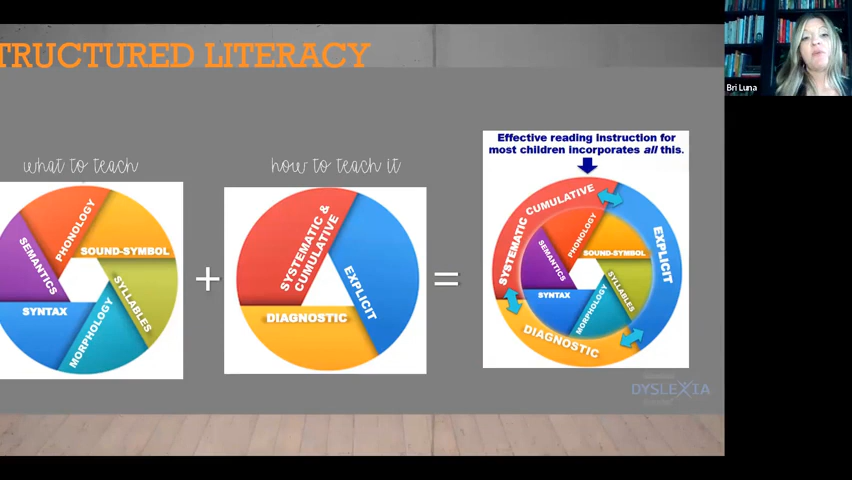 TRUCTURED LITERACY
Bri Luna
what to teach
how to teach it
Effective reading instruction for
most children incorporates all this.
SEMANTICS
PHONOLOGY
SOUND-SYMBOL
SYLLABLES
MORPHOLOGY
SYNTAX
+
SYSTEMATIC &
CUMULATIVE
EXPLICIT
DIAGNOSTIC
=
SYSTEMATIC CUMULATIVE
EXPLICIT
DIAGNOSTIC
SEMANTICS
PHONOLOGY
SOUND-SYMBOL
SYLLABLES
MORPHOLOGY
SYNTAX
DYSLEXIA